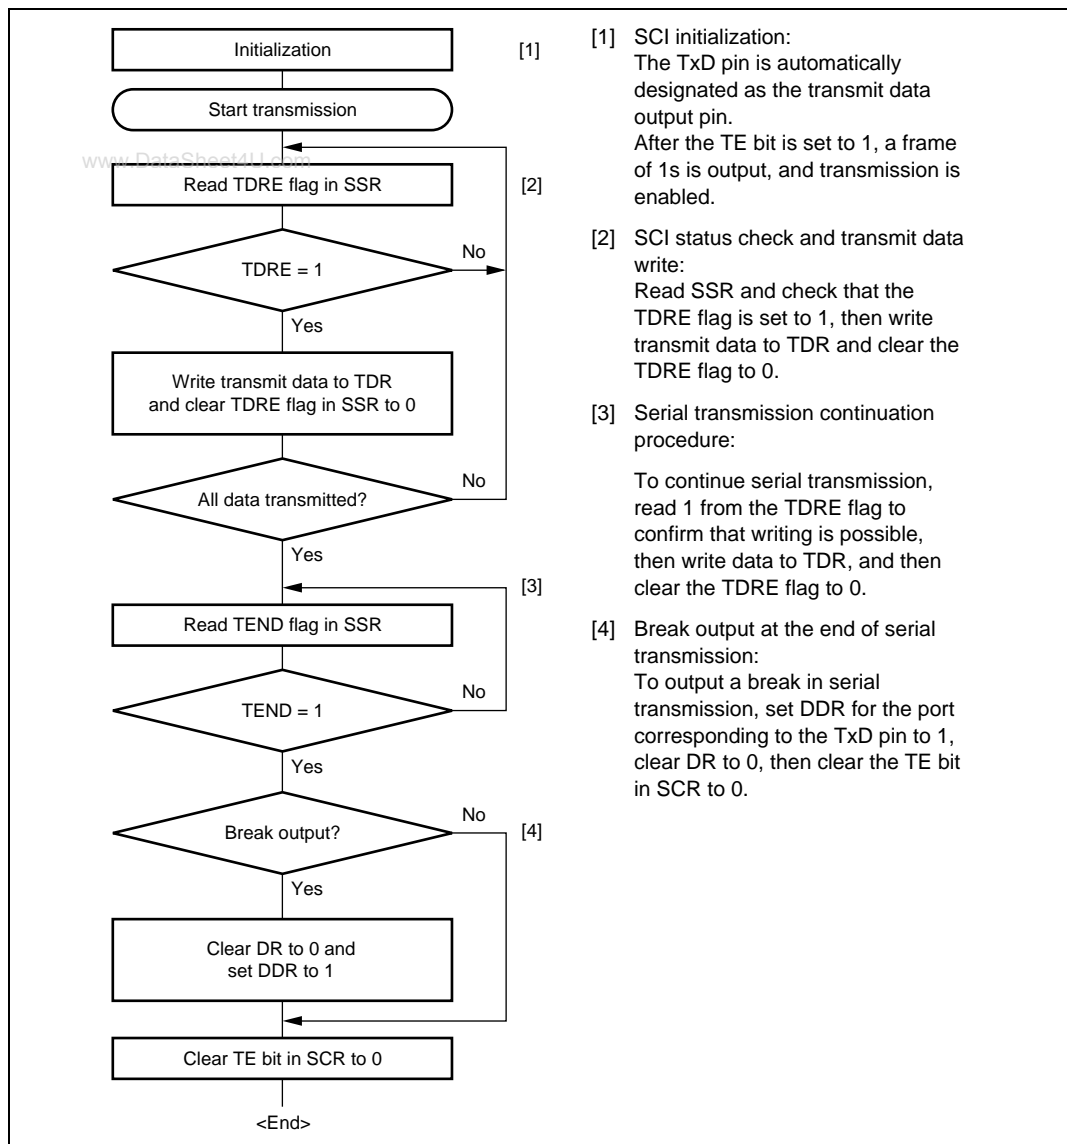 Initialization
[1]
Start transmission
www.DataSheet4U.com
Read TDRE flag in SSR
[2]
No
TDRE = 1
Yes
Write transmit data to TDR
and clear TDRE flag in SSR to 0
No
All data transmitted?
Yes
[3]
Read TEND flag in SSR
No
TEND = 1
Yes
No
Break output?
[4]
Yes
Clear DR to 0 and
set DDR to 1
Clear TE bit in SCR to 0
<End>
[1] SCI initialization:
The TxD pin is automatically
designated as the transmit data
output pin.
After the TE bit is set to 1, a frame
of 1s is output, and transmission is
enabled.
[2] SCI status check and transmit data
write:
Read SSR and check that the
TDRE flag is set to 1, then write
transmit data to TDR and clear the
TDRE flag to 0.
[3] Serial transmission continuation
procedure:
To continue serial transmission,
read 1 from the TDRE flag to
confirm that writing is possible,
then write data to TDR, and then
clear the TDRE flag to 0.
[4] Break output at the end of serial
transmission:
To output a break in serial
transmission, set DDR for the port
corresponding to the TxD pin to 1,
clear DR to 0, then clear the TE bit
in SCR to 0.